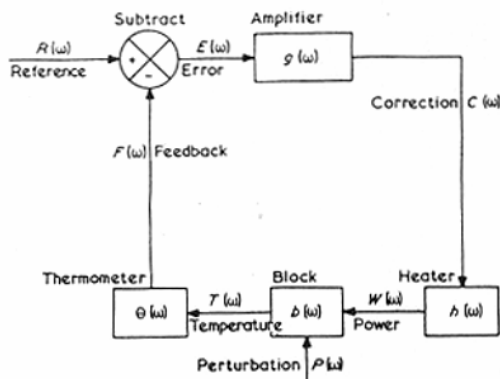 Subtract
Amplifier
R(ω)
Reference
+
-
E(ω)
Error
g(ω)
Correction C(ω)
F(ω) Feedback
Thermometer
Θ(ω)
T(ω)
Temperature
Block
b(ω)
W(ω)
Power
Heater
h(ω)
Perturbation P(ω)